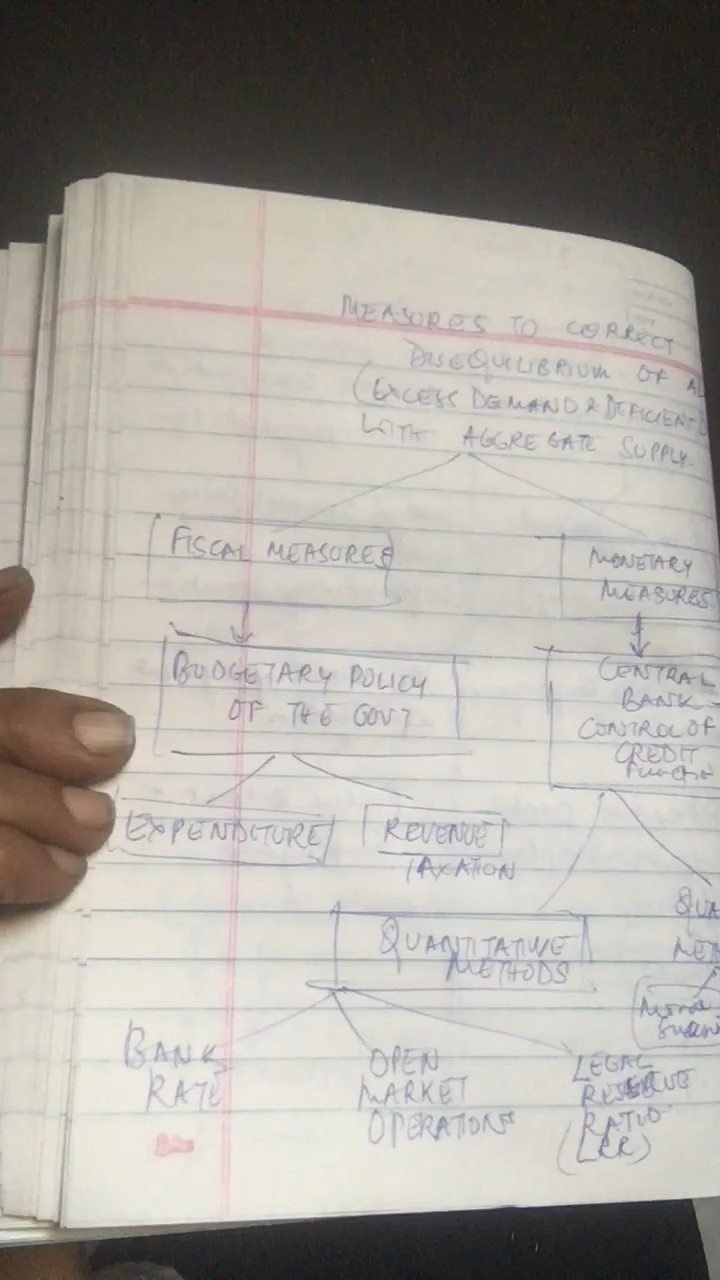 MEASURES TO CORRECT
DISEQUILIBRIUM OF
(EXCESS DEMAND & DEFICIENT
WITH AGGREGATE SUPPLY
FISCAL MEASURES
MONETARY
MEASURES
BUDGETARY POLICY
OF THE GOVT
CENTRAL
BANK
CONTROL OF
CREDIT
Function
EXPENDITURE
REVENUE
TAXATION
QUANTITATIVE
METHODS
BANK
RATE
OPEN
MARKET
OPERATIONS
LEGAL
RESERVE
RATIO
(LRR)